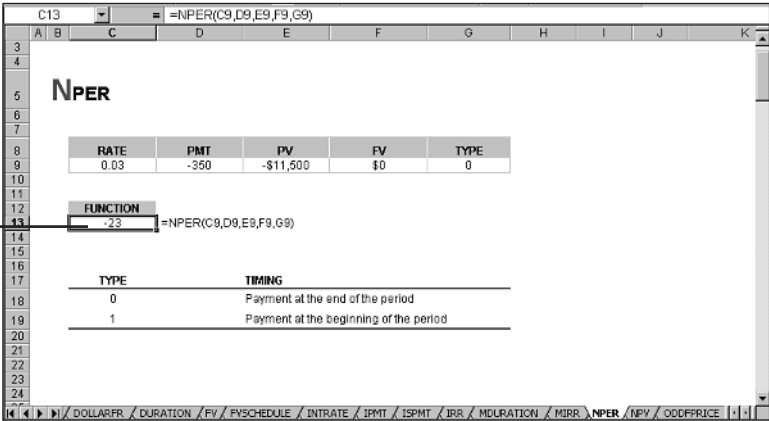 C13 = =NPER(C9,D9,E9,F9,G9)
A B C D E F G H I J K
3
4
5 NPER
6
7
8 RATE PMT PV FV TYPE
9 0.03 -350 -$11,500 $0 0
10
11
12 FUNCTION
13 -23 =NPER(C9,D9,E9,F9,G9)
14
15
16
17 TYPE TIMING
18 0 Payment at the end of the period
19 1 Payment at the beginning of the period
20
21
22
23
24
DOLLARFR / DURATION / FV / FVSCHEDULE / INTRATE / IPMT / ISPMT / IRR / MDURATION / MIRR \ NPER / NPV / ODDFPRICE /